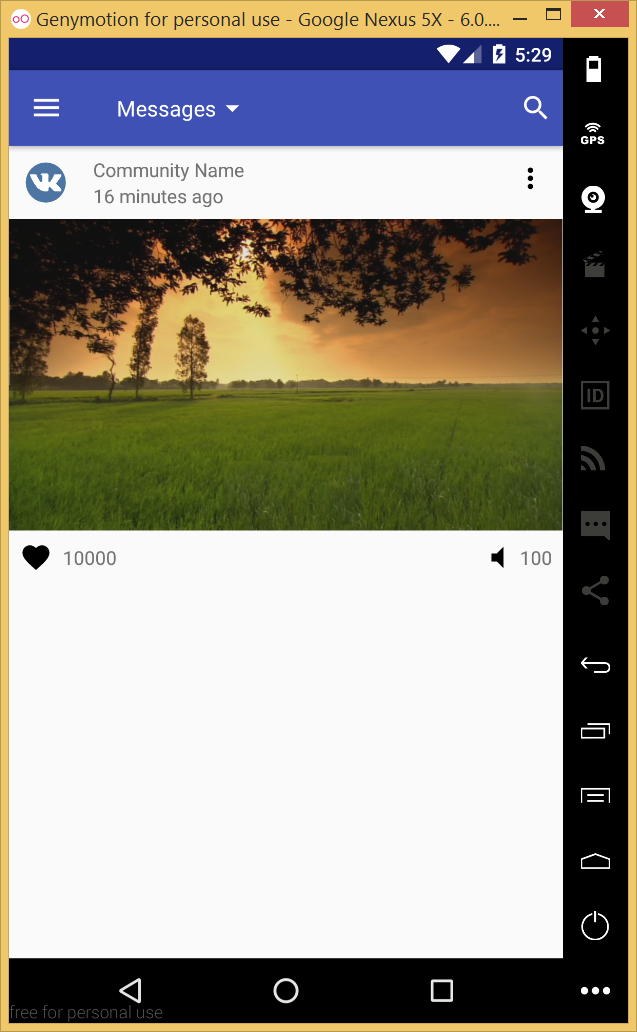 Genymotion for personal use - Google Nexus 5X - 6.0....
5:29
Messages
GPS
Community Name
16 minutes ago
ID
10000
100
free for personal use